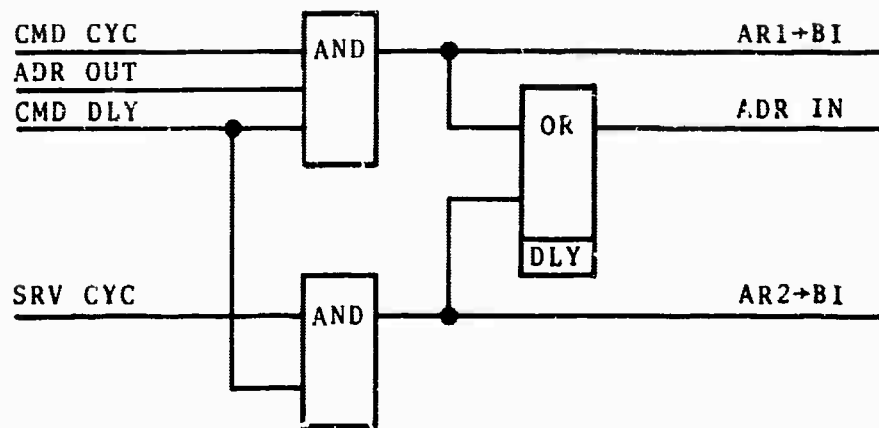 CMD CYC
AND
AR1→BI
ADR OUT
CMD DLY
OR
ADR IN
DLY
SRV CYC
AND
AR2→BI